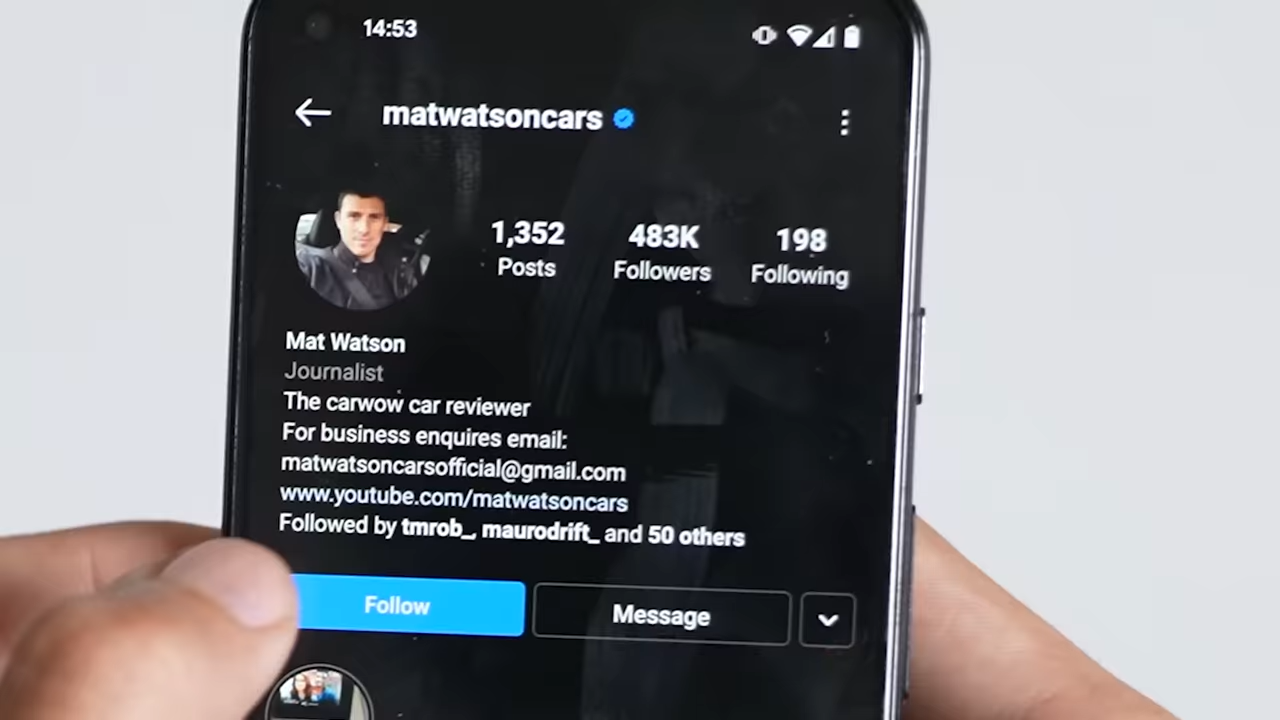 14:53
matwatsoncars
1,352 483K 198
Posts Followers Following
Mat Watson
Journalist
The carwow car reviewer
For business enquires email:
matwatsoncarsofficial@gmail.com
www.youtube.com/matwatsoncars
Followed by tmrob_, maurodrift_ and 50 others
Follow Message